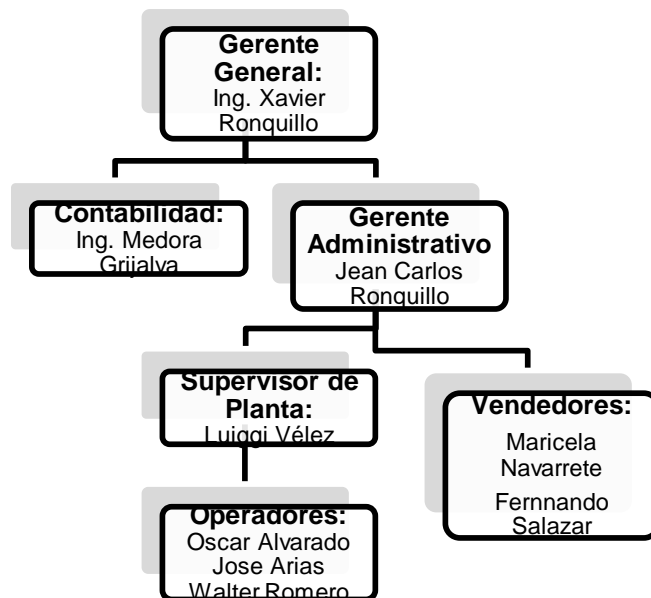 Gerente
General:
Ing. Xavier
Ronquillo
Contabilidad:
Ing. Medora
Grijalva
Gerente
Administrativo
Jean Carlos
Ronquillo
Supervisor de
Planta:
Luiggi Vélez
Vendedores:
Maricela
Navarrete
Fernnando
Salazar
Operadores:
Oscar Alvarado
Jose Arias
Walter Romero